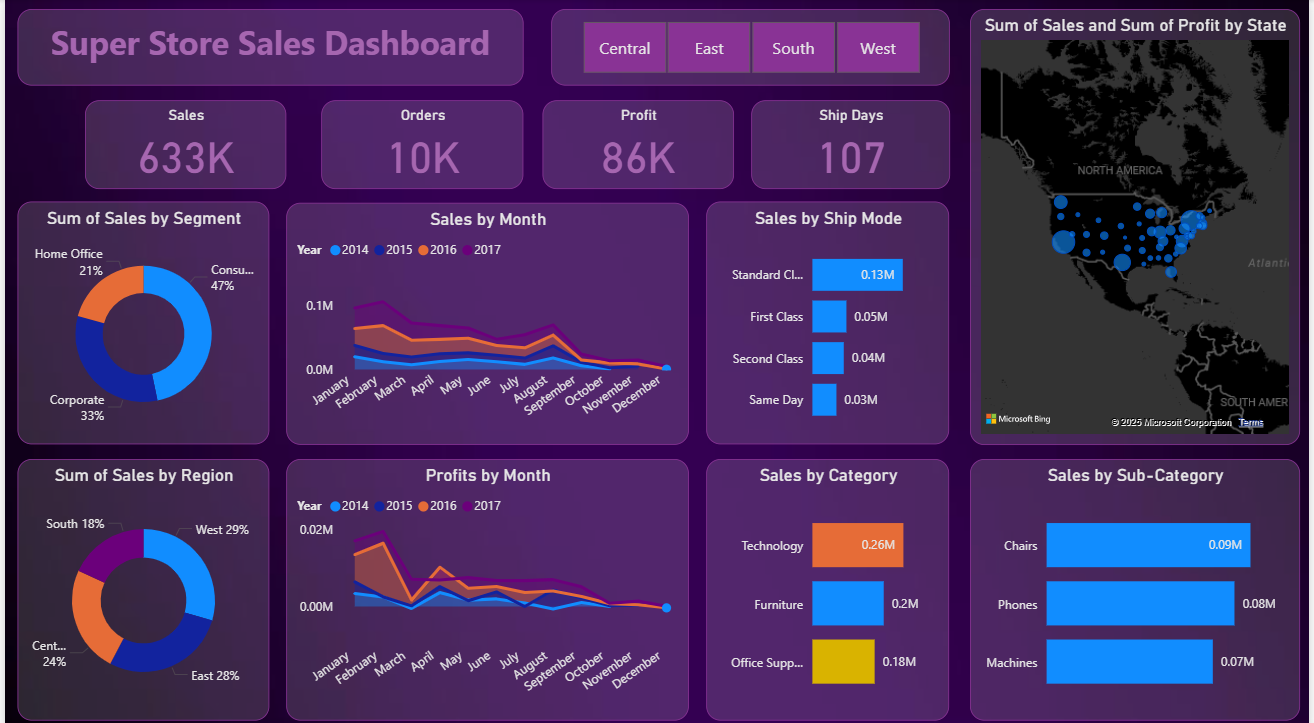 Super Store Sales Dashboard
Central East South West
Sales
633K
Orders
10K
Profit
86K
Ship Days
107
Sum of Sales and Sum of Profit by State
NORTH AMERICA
Atlanti
SOUTH AMER
Microsoft Bing
© 2025 Microsoft Corporation Terms
Sum of Sales by Segment
Home Office
21%
Consu...
47%
Corporate
33%
Sales by Month
Year 2014 2015 2016 2017
0.1M
0.0M
January February March April May June July August September October November December
Sales by Ship Mode
Standard Cl... 0.13M
First Class 0.05M
Second Class 0.04M
Same Day 0.03M
Sum of Sales by Region
South 18%
West 29%
Cent...
24%
East 28%
Profits by Month
Year 2014 2015 2016 2017
0.02M
0.00M
January February March April May June July August September October November December
Sales by Category
Technology 0.26M
Furniture 0.2M
Office Supp... 0.18M
Sales by Sub-Category
Chairs 0.09M
Phones 0.08M
Machines 0.07M